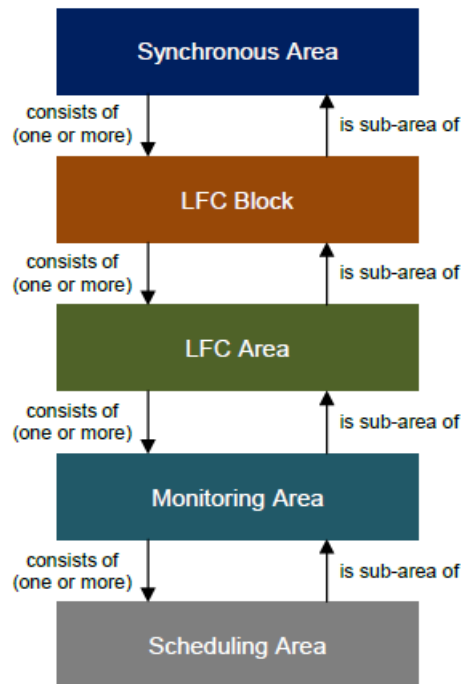 Synchronous Area
consists of
(one or more)
is sub-area of
LFC Block
consists of
(one or more)
is sub-area of
LFC Area
consists of
(one or more)
is sub-area of
Monitoring Area
consists of
(one or more)
is sub-area of
Scheduling Area